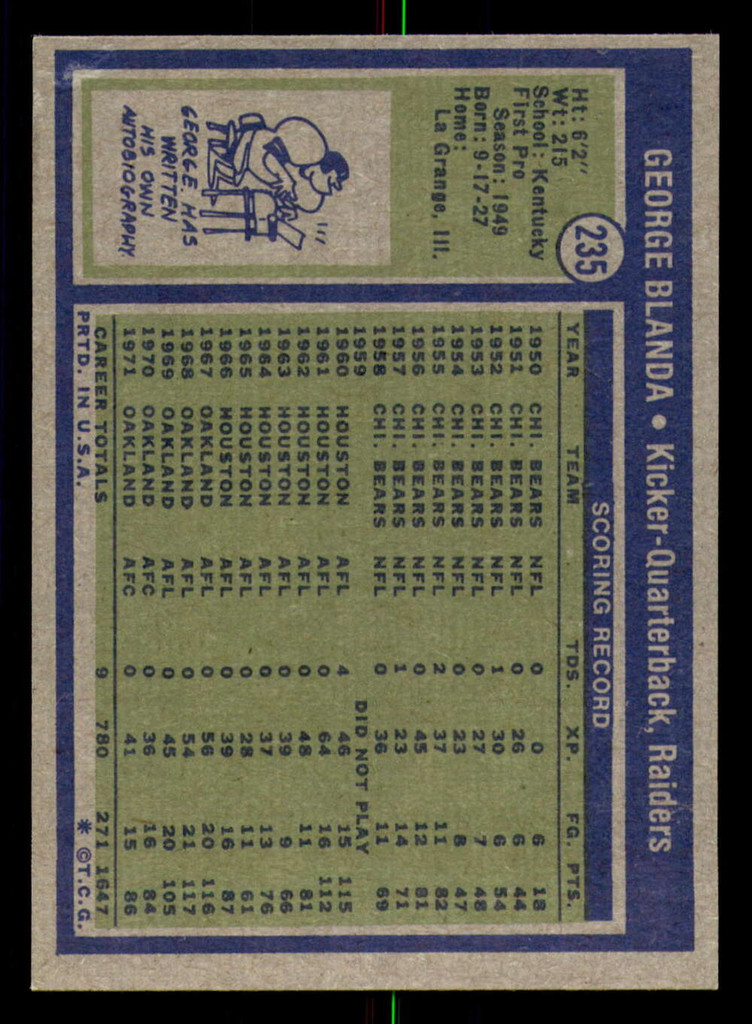 GEORGE BLANDA • Kicker-Quarterback, Raiders
235
Ht: 6'2"
Wt: 215
School: Kentucky
First Pro
Season: 1949
Born: 9-17-27
Home:
La Grange, Ill.
GEORGE HAS
WRITTEN
HIS OWN
AUTOBIOGRAPHY
SCORING RECORD
YEAR TEAM TDS. XP. FG. PTS.
1950 CHI. BEARS NFL 0 0 6 18
1951 CHI. BEARS NFL 0 26 6 44
1952 CHI. BEARS NFL 1 30 6 54
1953 CHI. BEARS NFL 0 27 7 48
1954 CHI. BEARS NFL 0 23 8 47
1955 CHI. BEARS NFL 2 37 11 82
1956 CHI. BEARS NFL 0 45 12 81
1957 CHI. BEARS NFL 1 23 14 71
1958 CHI. BEARS NFL 0 36 11 69
1959 DID NOT PLAY
1960 HOUSTON AFL 4 46 15 115
1961 HOUSTON AFL 0 64 16 112
1962 HOUSTON AFL 0 48 11 81
1963 HOUSTON AFL 0 39 9 66
1964 HOUSTON AFL 0 37 13 76
1965 HOUSTON AFL 0 28 11 61
1966 HOUSTON AFL 0 39 16 87
1967 OAKLAND AFL 0 56 20 116
1968 OAKLAND AFL 0 54 21 117
1969 OAKLAND AFL 0 45 20 105
1970 OAKLAND AFC 0 36 16 84
1971 OAKLAND AFC 0 41 15 86
CAREER TOTALS 9 780 271 1647
PRTD. IN U.S.A. * ©T.C.G.